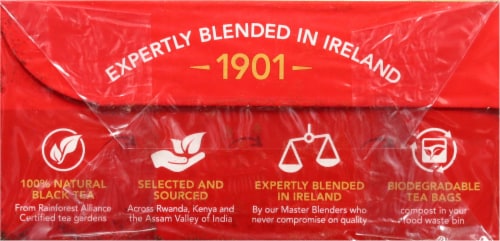 EXPERTLY BLENDED IN IRELAND
1901
100% NATURAL
BLACK TEA
From Rainforest Alliance
Certified tea gardens
SELECTED AND
SOURCED
Across Rwanda, Kenya and
the Assam Valley of India
EXPERTLY BLENDED
IN IRELAND
By our Master Blenders who
never compromise on quality
BIODEGRADABLE
TEA BAGS
compost in your
food waste bin